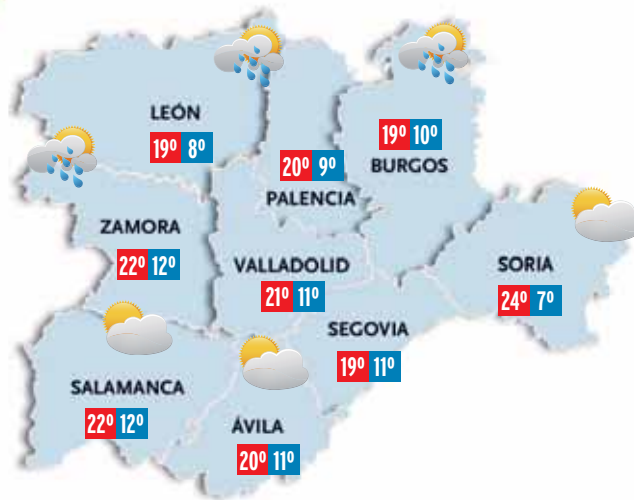 LEÓN
19º 8º
19º 10º
BURGOS
20º 9º
PALENCIA
ZAMORA
22º 12º
VALLADOLID
21º 11º
SORIA
24º 7º
SEGOVIA
19º 11º
SALAMANCA
22º 12º
ÁVILA
20º 11º